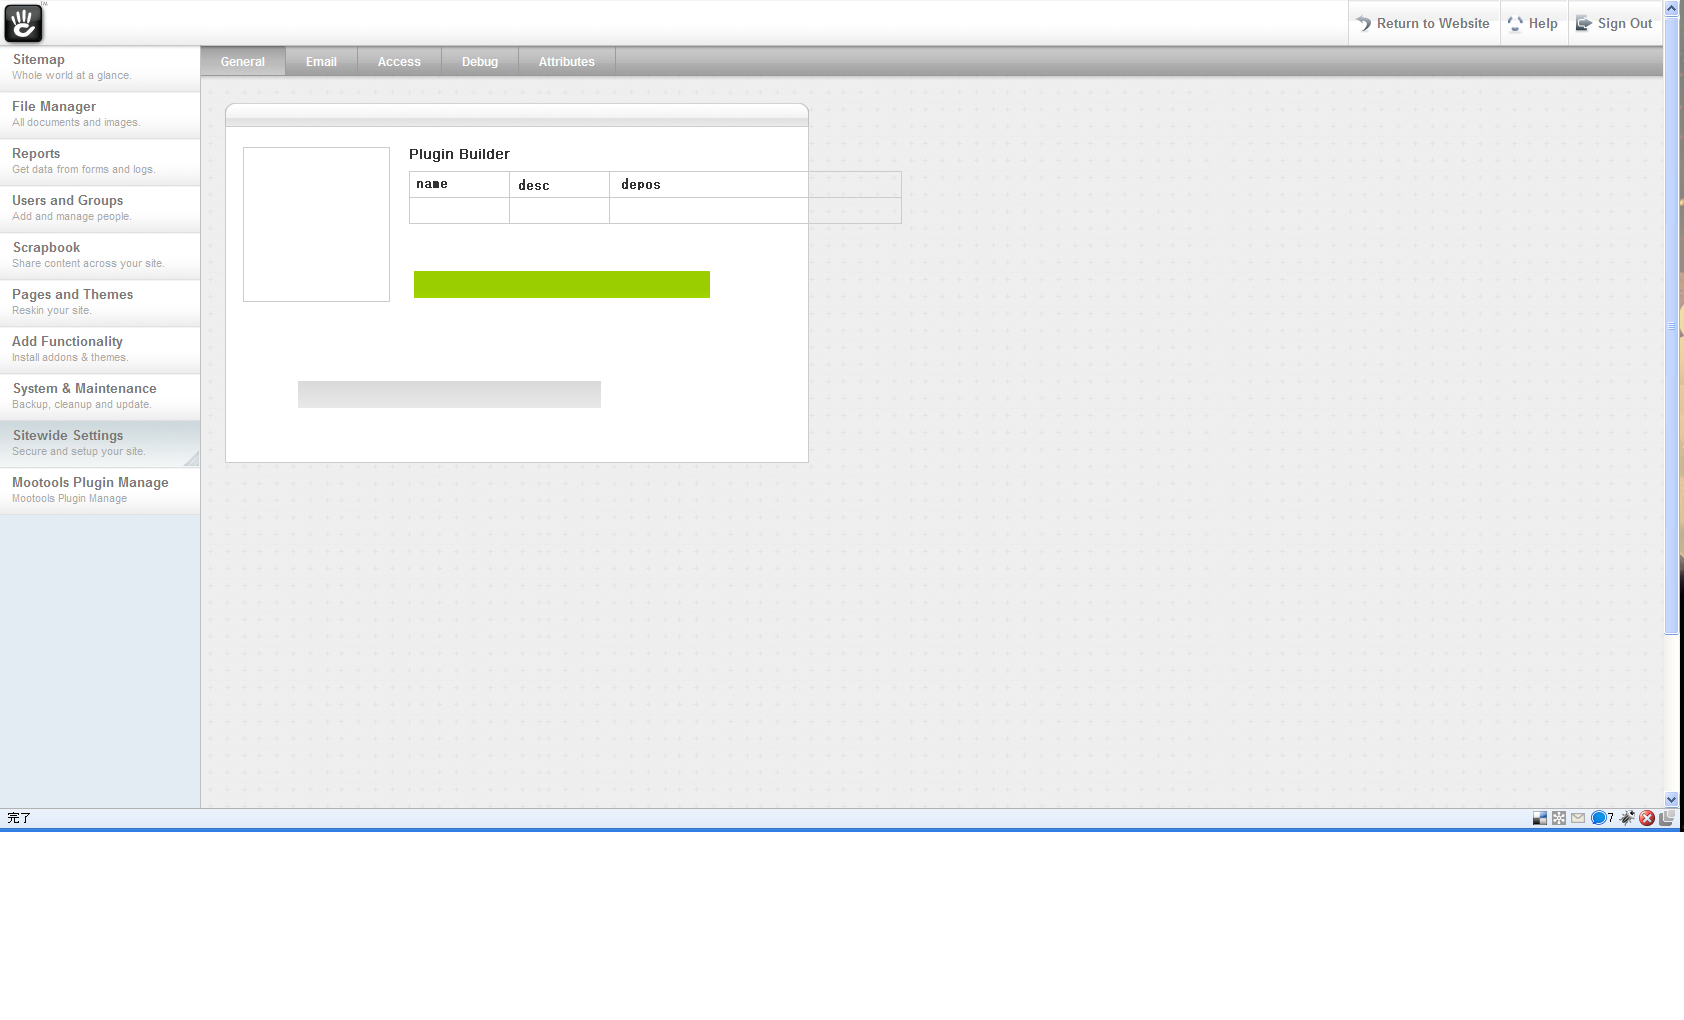 TM
Return to Website
Help
Sign Out
Sitemap
Whole world at a glance.
File Manager
All documents and images.
Reports
Get data from forms and logs.
Users and Groups
Add and manage people.
Scrapbook
Share content across your site.
Pages and Themes
Reskin your site.
Add Functionality
Install addons & themes.
System & Maintenance
Backup, cleanup and update.
Sitewide Settings
Secure and setup your site.
Mootools Plugin Manage
Mootools Plugin Manage
General Email Access Debug Attributes
Plugin Builder
name desc depos
完了
7